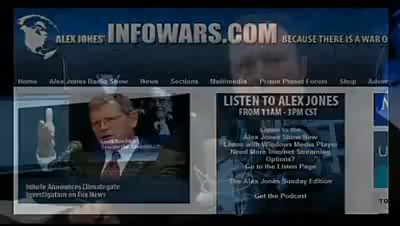 ALEX JONES' INFOWARS.COM BECAUSE THERE IS A WAR O
Home Alex Jones Radio Show News Sections Multimedia Prison Planet Forum Shop Adver
LISTEN TO ALEX JONES
FROM 11AM - 3PM CST
Listen to the
Alex Jones Show Now
Listen with Windows Media Player
Need More Internet Streaming
Options?
Go to the Listen Page
The Alex Jones Sunday Edition
Get the Podcast
Inhofe Announces Climategate
Investigation on Fox News